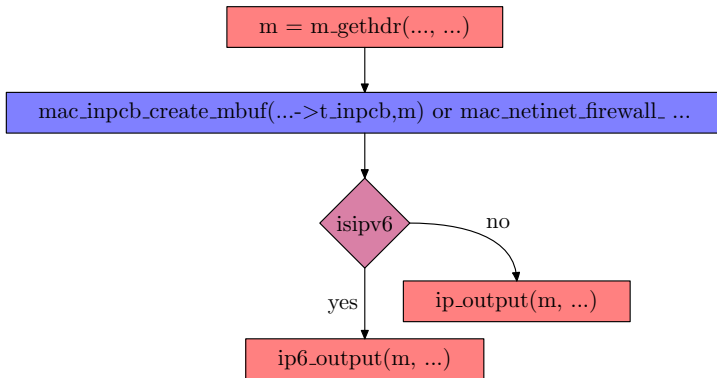 m = m_gethdr(..., ...)
mac_inpcb_create_mbuf(...->t_inpcb,m) or mac_netinet_firewall_ ...
isipv6
no
ip_output(m, ...)
yes
ip6_output(m, ...)